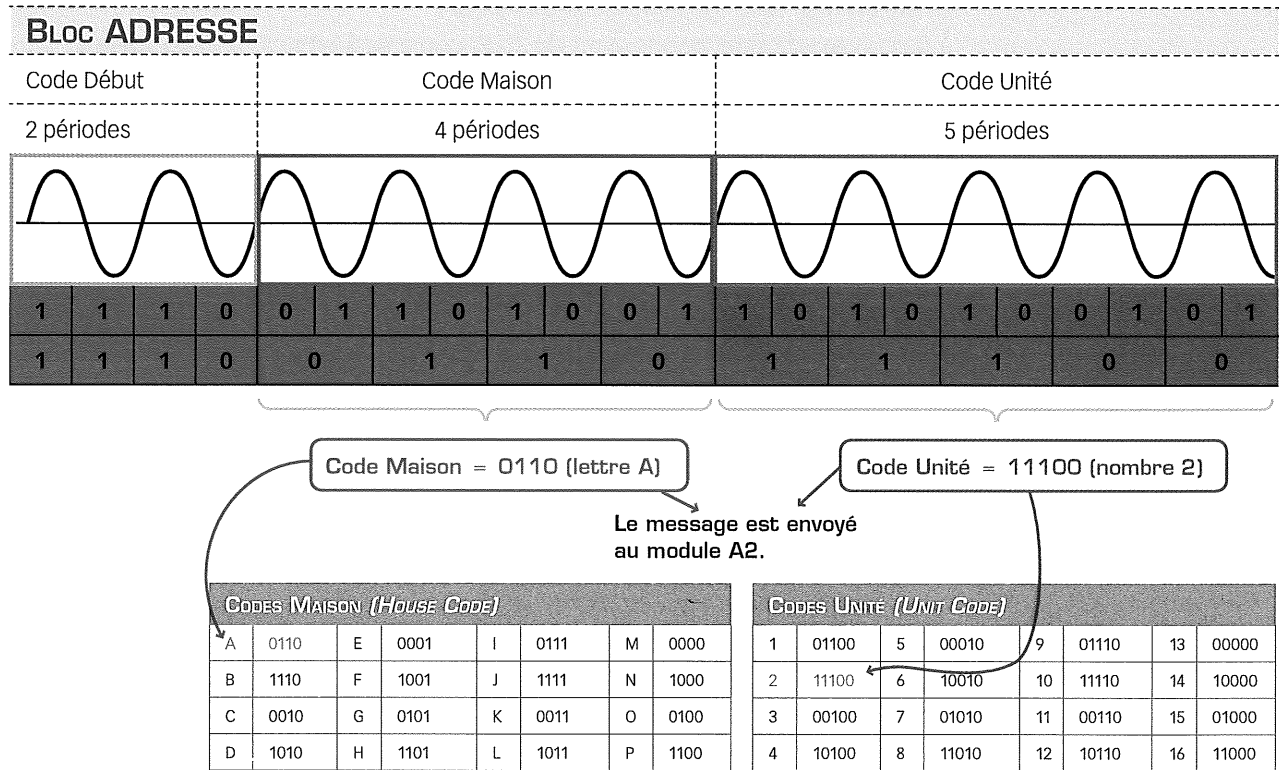 Bloc ADRESSE
Code Début Code Maison Code Unité
2 périodes 4 périodes 5 périodes
1 1 1 0 0 1 1 0 1 0 0 1 1 0 1 0 1 0 0 1 0 1
1 1 1 0 0 1 1 0 1 1 1 0 0
Code Maison = 0110 (lettre A) Code Unité = 11100 (nombre 2)
Le message est envoyé
au module A2.
Codes Maison (House Code)
A 0110 E 0001 I 0111 M 0000
B 1110 F 1001 J 1111 N 1000
C 0010 G 0101 K 0011 O 0100
D 1010 H 1101 L 1011 P 1100
Codes Unité (Unit Code)
1 01100 5 00010 9 01110 13 00000
2 11100 6 10010 10 11110 14 10000
3 00100 7 01010 11 00110 15 01000
4 10100 8 11010 12 10110 16 11000